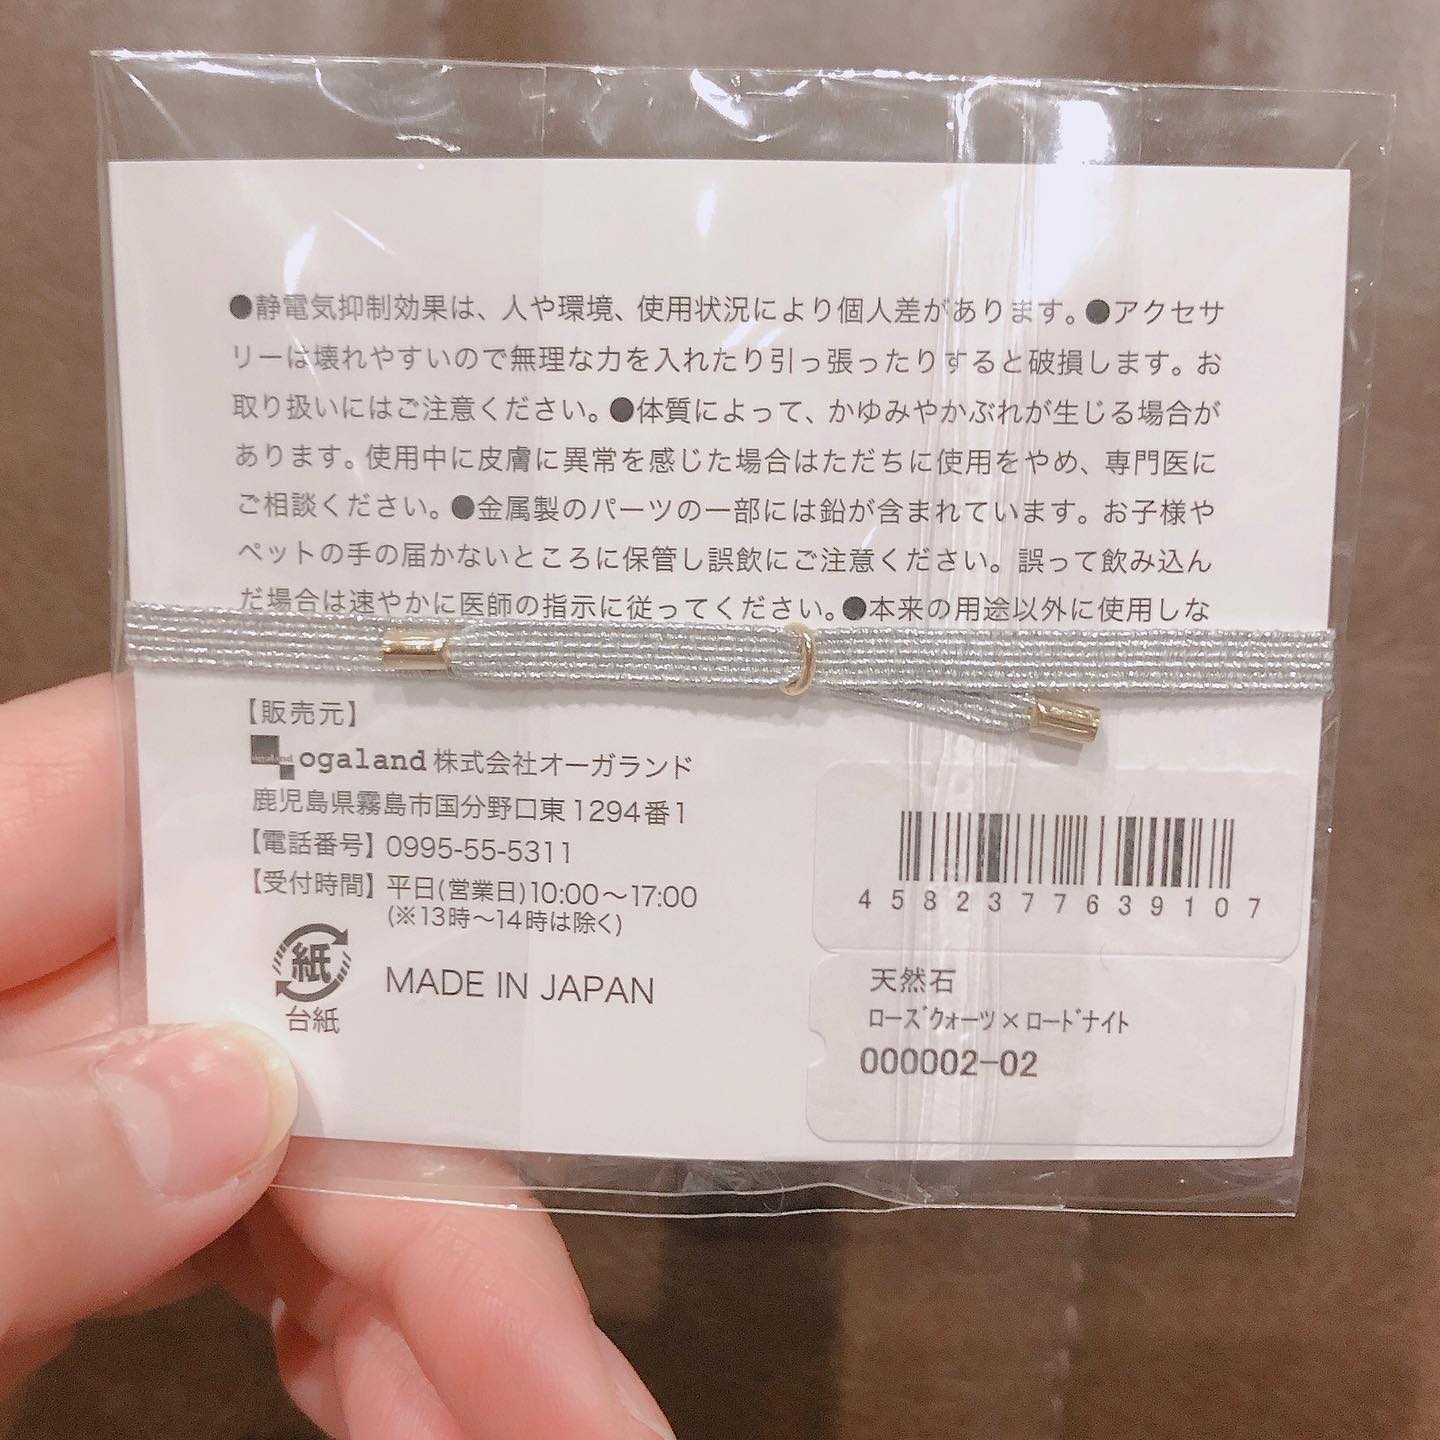 ●静電気抑制効果は、人や環境、使用状況により個人差があります。●アクセサ
リーは壊れやすいので無理な力を入れたり引っ張ったりすると破損します。お
取り扱いにはご注意ください。●体質によって、かゆみやかぶれが生じる場合が
あります。使用中に皮膚に異常を感じた場合はただちに使用をやめ、専門医に
ご相談ください。●金属製のパーツの一部には鉛が含まれています。お子様や
ペットの手の届かないところに保管し誤飲にご注意ください。誤って飲み込ん
だ場合は速やかに医師の指示に従ってください。●本来の用途以外に使用しな
【販売元】
ogaland 株式会社オーガランド
鹿児島県霧島市国分野口東1294番1
【電話番号】0995-55-5311
【受付時間】平日(営業日)10:00〜17:00
(※13時〜14時は除く)
紙
台紙
MADE IN JAPAN
4582377639107
天然石
ﾛｰｽﾞｸｫｰﾂ×ﾛｰﾄﾞﾅｲﾄ
000002-02